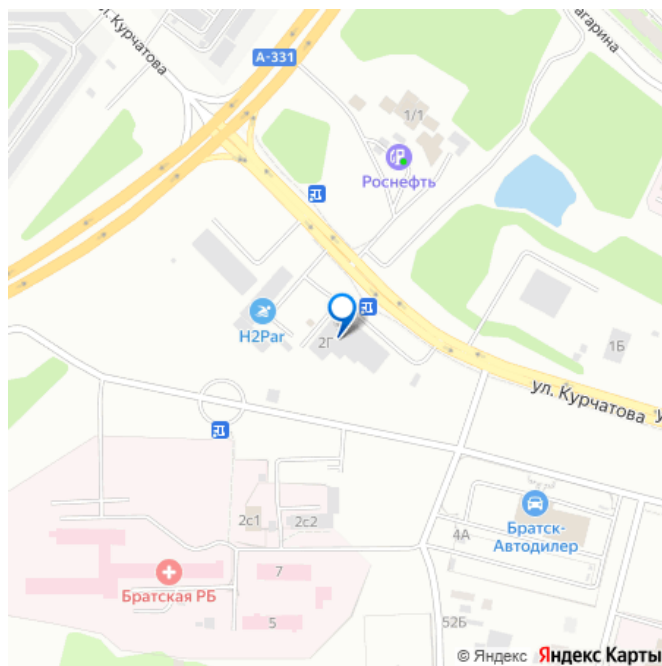 ул. Курчатова
А-331
агарина
1/1
Роснефть
H2Par
2Г
1Б
ул. Курчатова
у
2с1
2с2
4А
Братск-
Автодилер
Братская РБ
7
5
52Б
© Яндекс Яндекс Карты